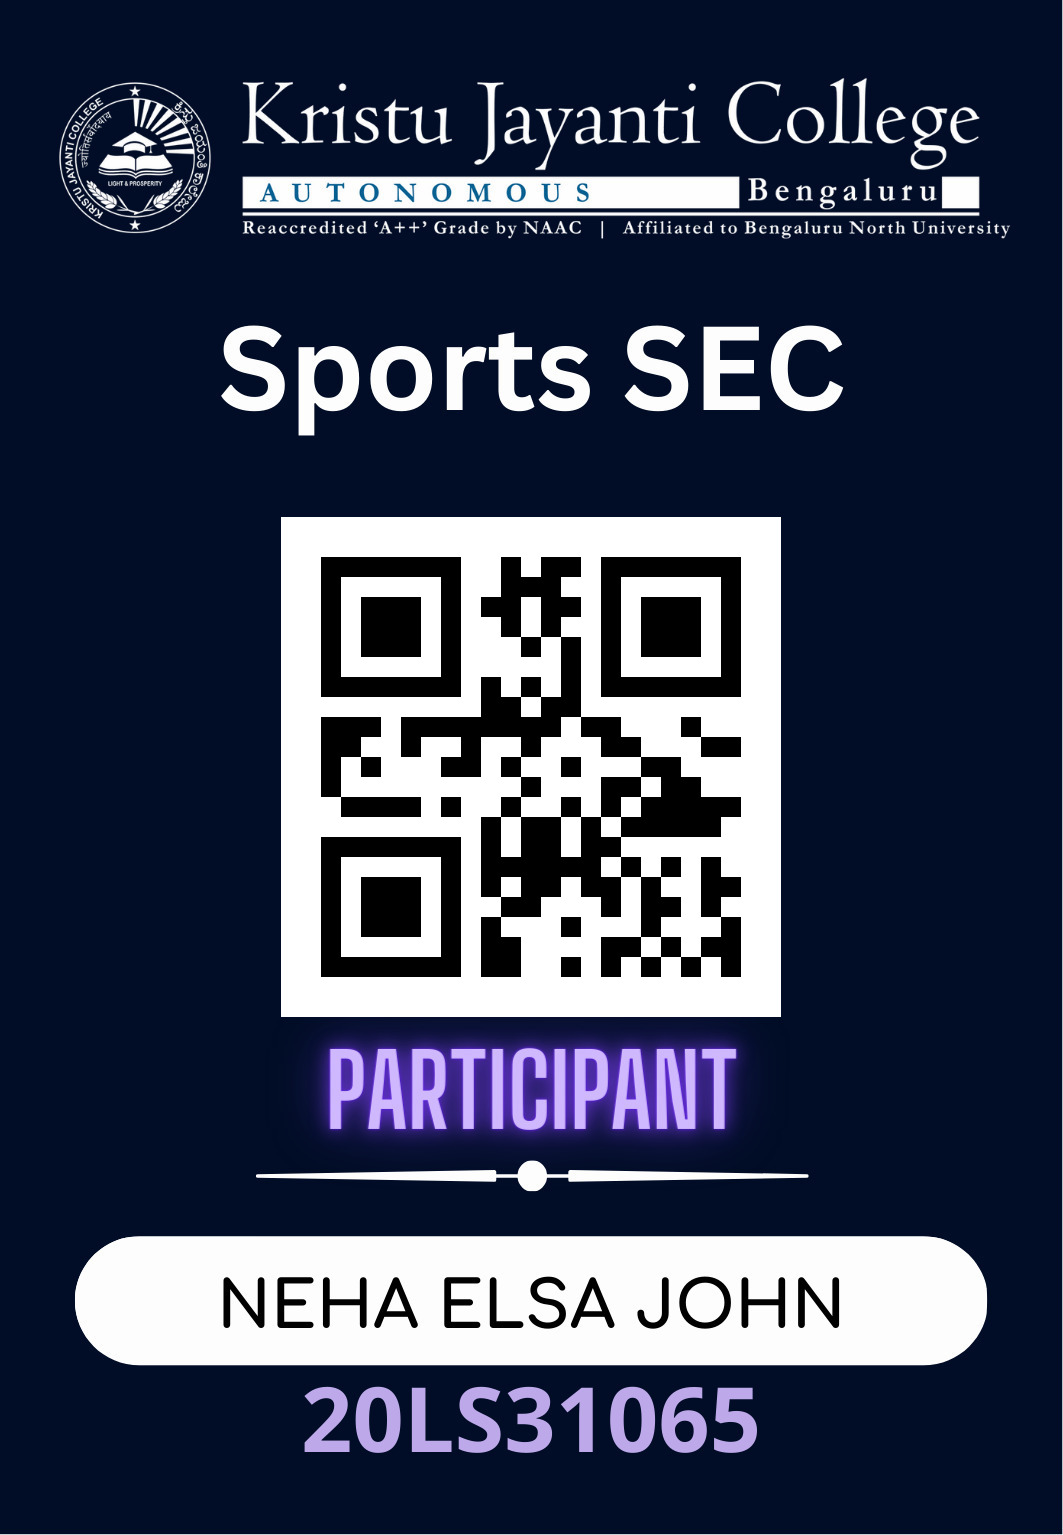 KRISTU JAYANTI COLLEGE
LIGHT & PROSPERITY
Kristu Jayanti College
AUTONOMOUS Bengaluru
Reaccredited ‘A++’ Grade by NAAC | Affiliated to Bengaluru North University
Sports SEC
PARTICIPANT
NEHA ELSA JOHN
20LS31065